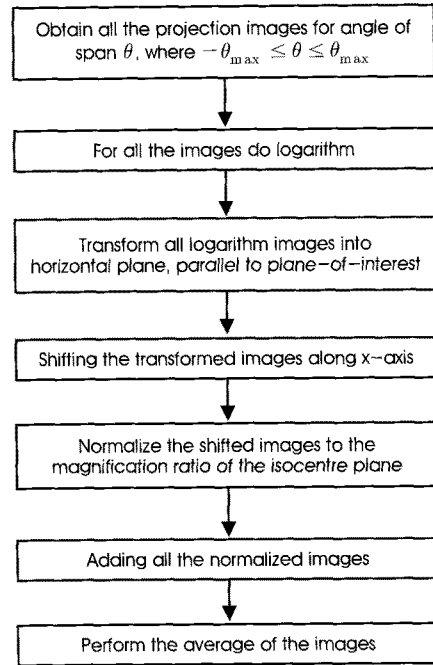 Obtain all the projection images for angle of
span θ, where −θmax ≤ θ ≤ θmax
For all the images do logarithm
Transform all logarithm images into
horizontal plane, parallel to plane-of-interest
Shifting the transformed images along x-axis
Normalize the shifted images to the
magnification ratio of the isocentre plane
Adding all the normalized images
Perform the average of the images